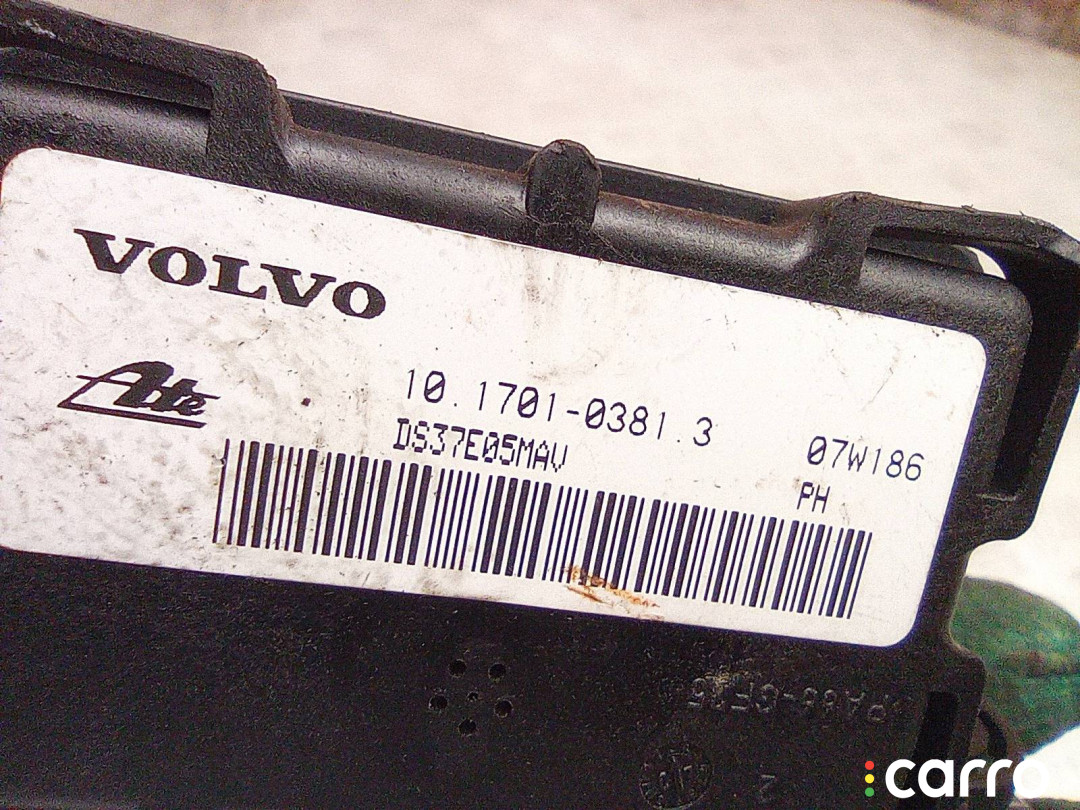 VOLVO
Ate
10.1701-0381.3
07W186
DS37E05MAV
PH
carro